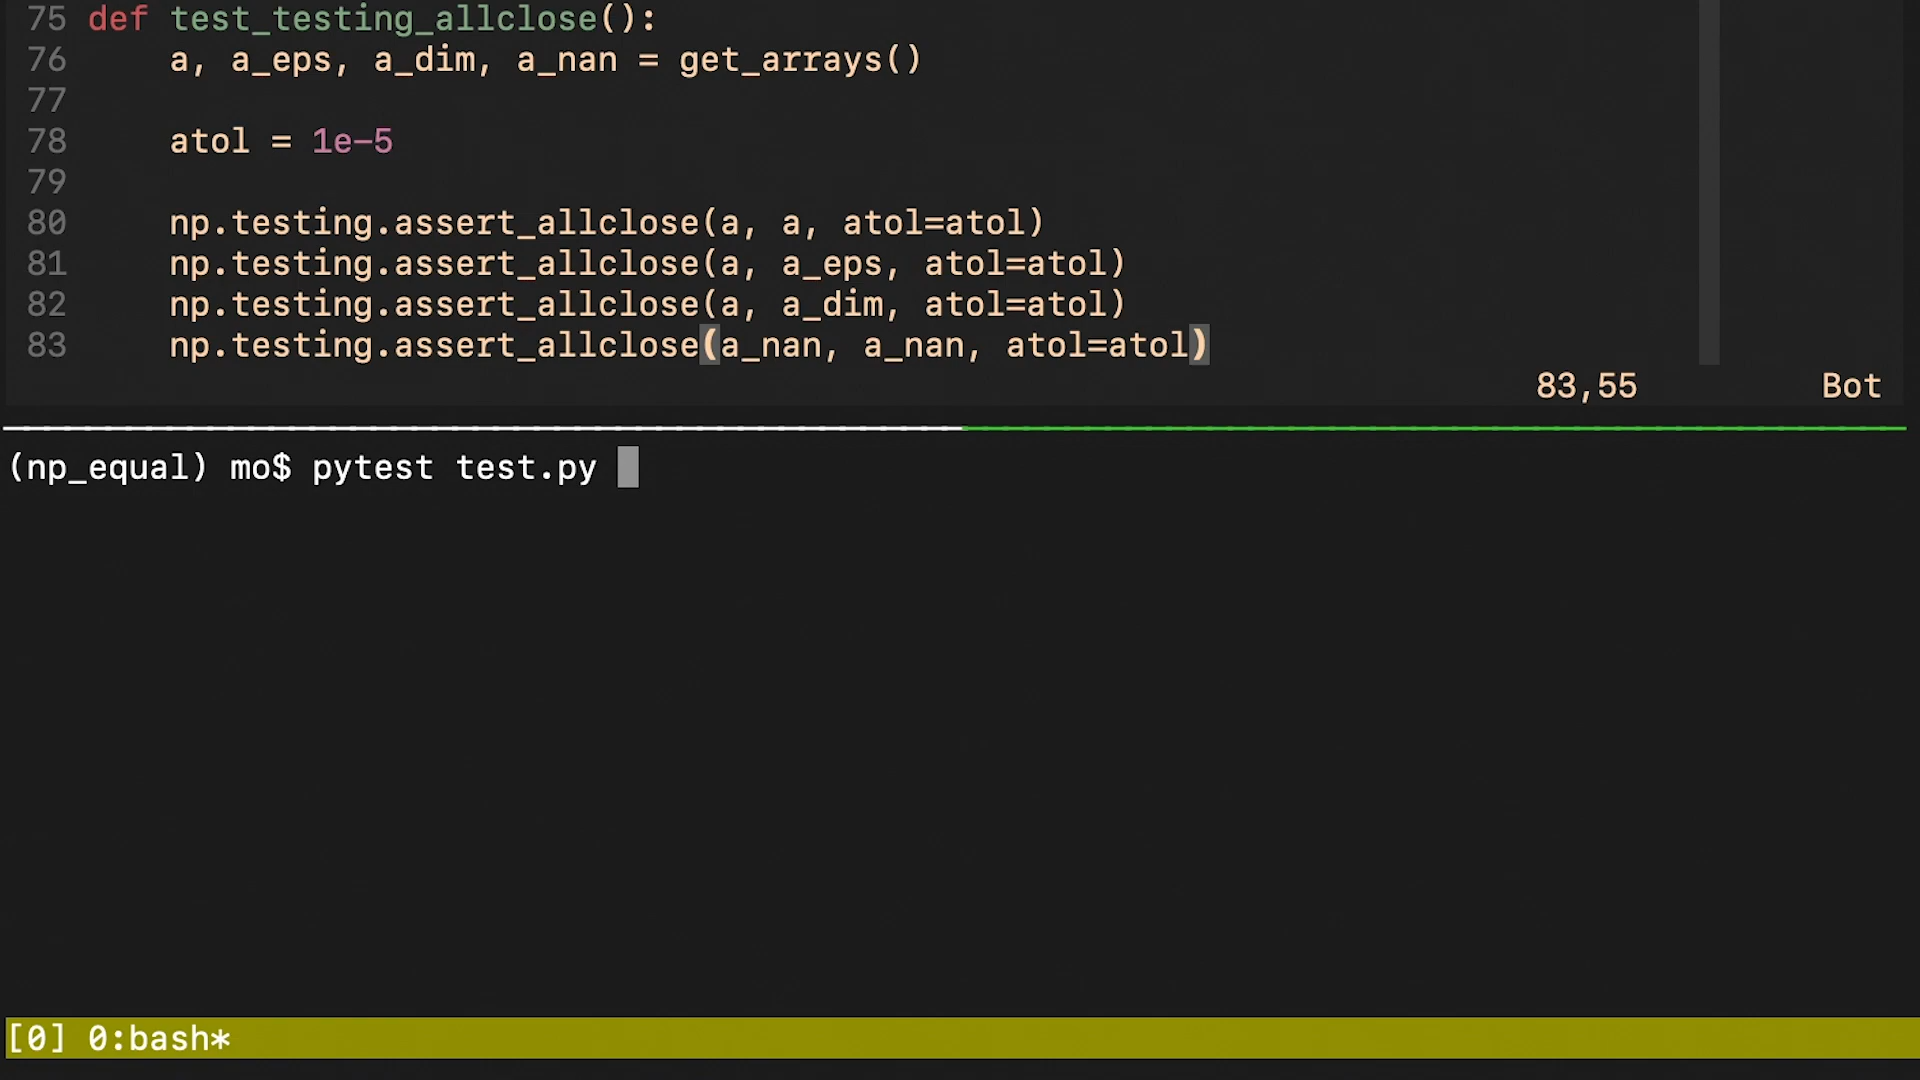 75 def test_testing_allclose():
76     a, a_eps, a_dim, a_nan = get_arrays()
77
78     atol = 1e-5
79
80     np.testing.assert_allclose(a, a, atol=atol)
81     np.testing.assert_allclose(a, a_eps, atol=atol)
82     np.testing.assert_allclose(a, a_dim, atol=atol)
83     np.testing.assert_allclose(a_nan, a_nan, atol=atol)
83,55 Bot
(np_equal) mo$ pytest test.py
[0] 0:bash*